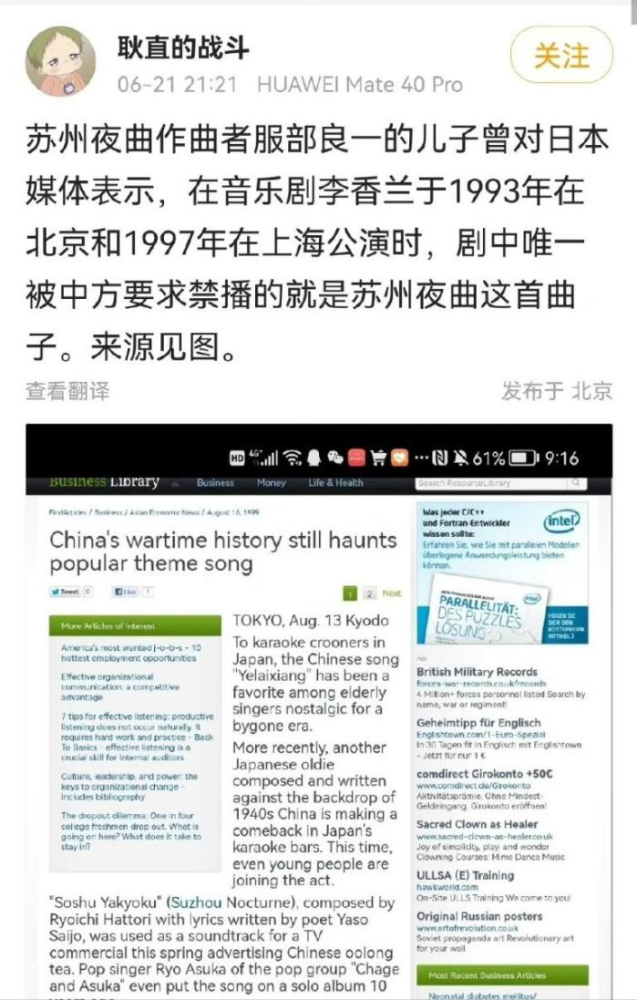 耿直的战斗
06-21 21:21 HUAWEI Mate 40 Pro
关注
苏州夜曲作曲者服部良一的儿子曾对日本
媒体表示，在音乐剧李香兰于1993年在
北京和1997年在上海公演时，剧中唯一
被中方要求禁播的就是苏州夜曲这首曲
子。来源见图。
查看翻译
发布于 北京
HD 61% 9:16
Business Library
Business Money Life & Health
Search ResourceLibrary
FindArticles / Business / Asian Economic News / August 16, 1999
China's wartime history still haunts
popular theme song
Tweet 0 Like 1
1 2 Next
More Articles of Interest
America's most wanted j-o-b-s - 10
hottest employment opportunities
Effective organizational
communication: a competitive
advantage
7 tips for effective listening: productive
listening does not occur naturally. It
requires hard work and practice - Back
To Basics - effective listening is a
crucial skill for internal auditors
Culture, leadership, and power: the
keys to organizational change -
includes bibliography
The dropout dilemma: One in four
college freshmen drop out. What is
going on here? What does it take to
stay in?
TOKYO, Aug. 13 Kyodo
To karaoke crooners in
Japan, the Chinese song
"Yelaixiang" has been a
favorite among elderly
singers nostalgic for a
bygone era.
More recently, another
Japanese oldie
composed and written
against the backdrop of
1940s China is making a
comeback in Japan's
karaoke bars. This time,
even young people are
joining the act.
"Soshu Yakyoku" (Suzhou Nocturne), composed by
Ryoichi Hattori with lyrics written by poet Yaso
Saijo, was used as a soundtrack for a TV
commercial this spring advertising Chinese oolong
tea. Pop singer Ryo Asuka of the pop group "Chage
and Asuka" even put the song on a solo album 10
Was jeder C/C++
und Fortran-Entwickler
wissen sollte:
Erfahren Sie, wie Sie mit parallelen Modellen
überlegene Anwendungsleistung bieten
können.
intel
PARALLELITÄT:
DES PUZZLES
LÖSUNG
HOLEN SIE
SICH DEN
KOSTENFREIEN
ARTIKEL
British Military Records
forces-war-records.co.uk/records
4 Million+ forces personnel listed Search by
name, war or regiment!
Geheimtipp für Englisch
Englishtown.com/1-Euro-Spezial
In 30 Tagen fit in Englisch mit Englishtown
- Jetzt für nur 1 €
comdirect Girokonto +50€
www.comdirect.de/Girokonto
Aktivitätsprämie. Ohne Mindest-
Geldeingang. Girokonto eröffnen!
Sacred Clown as Healer
www.sacred-clown-as-healer.co.uk
Joy of simplicity, play and wonder
Clowning Courses: Mime Dance Music
ULLSA (E) Training
hawkworld.com
On-Site ULLS Training We come to you!
Original Russian posters
www.artofrevolution.co.uk
Soviet propaganda art Revolutionary art
for your wall
Most Recent Business Articles
Neonatal diabetes mellitus/